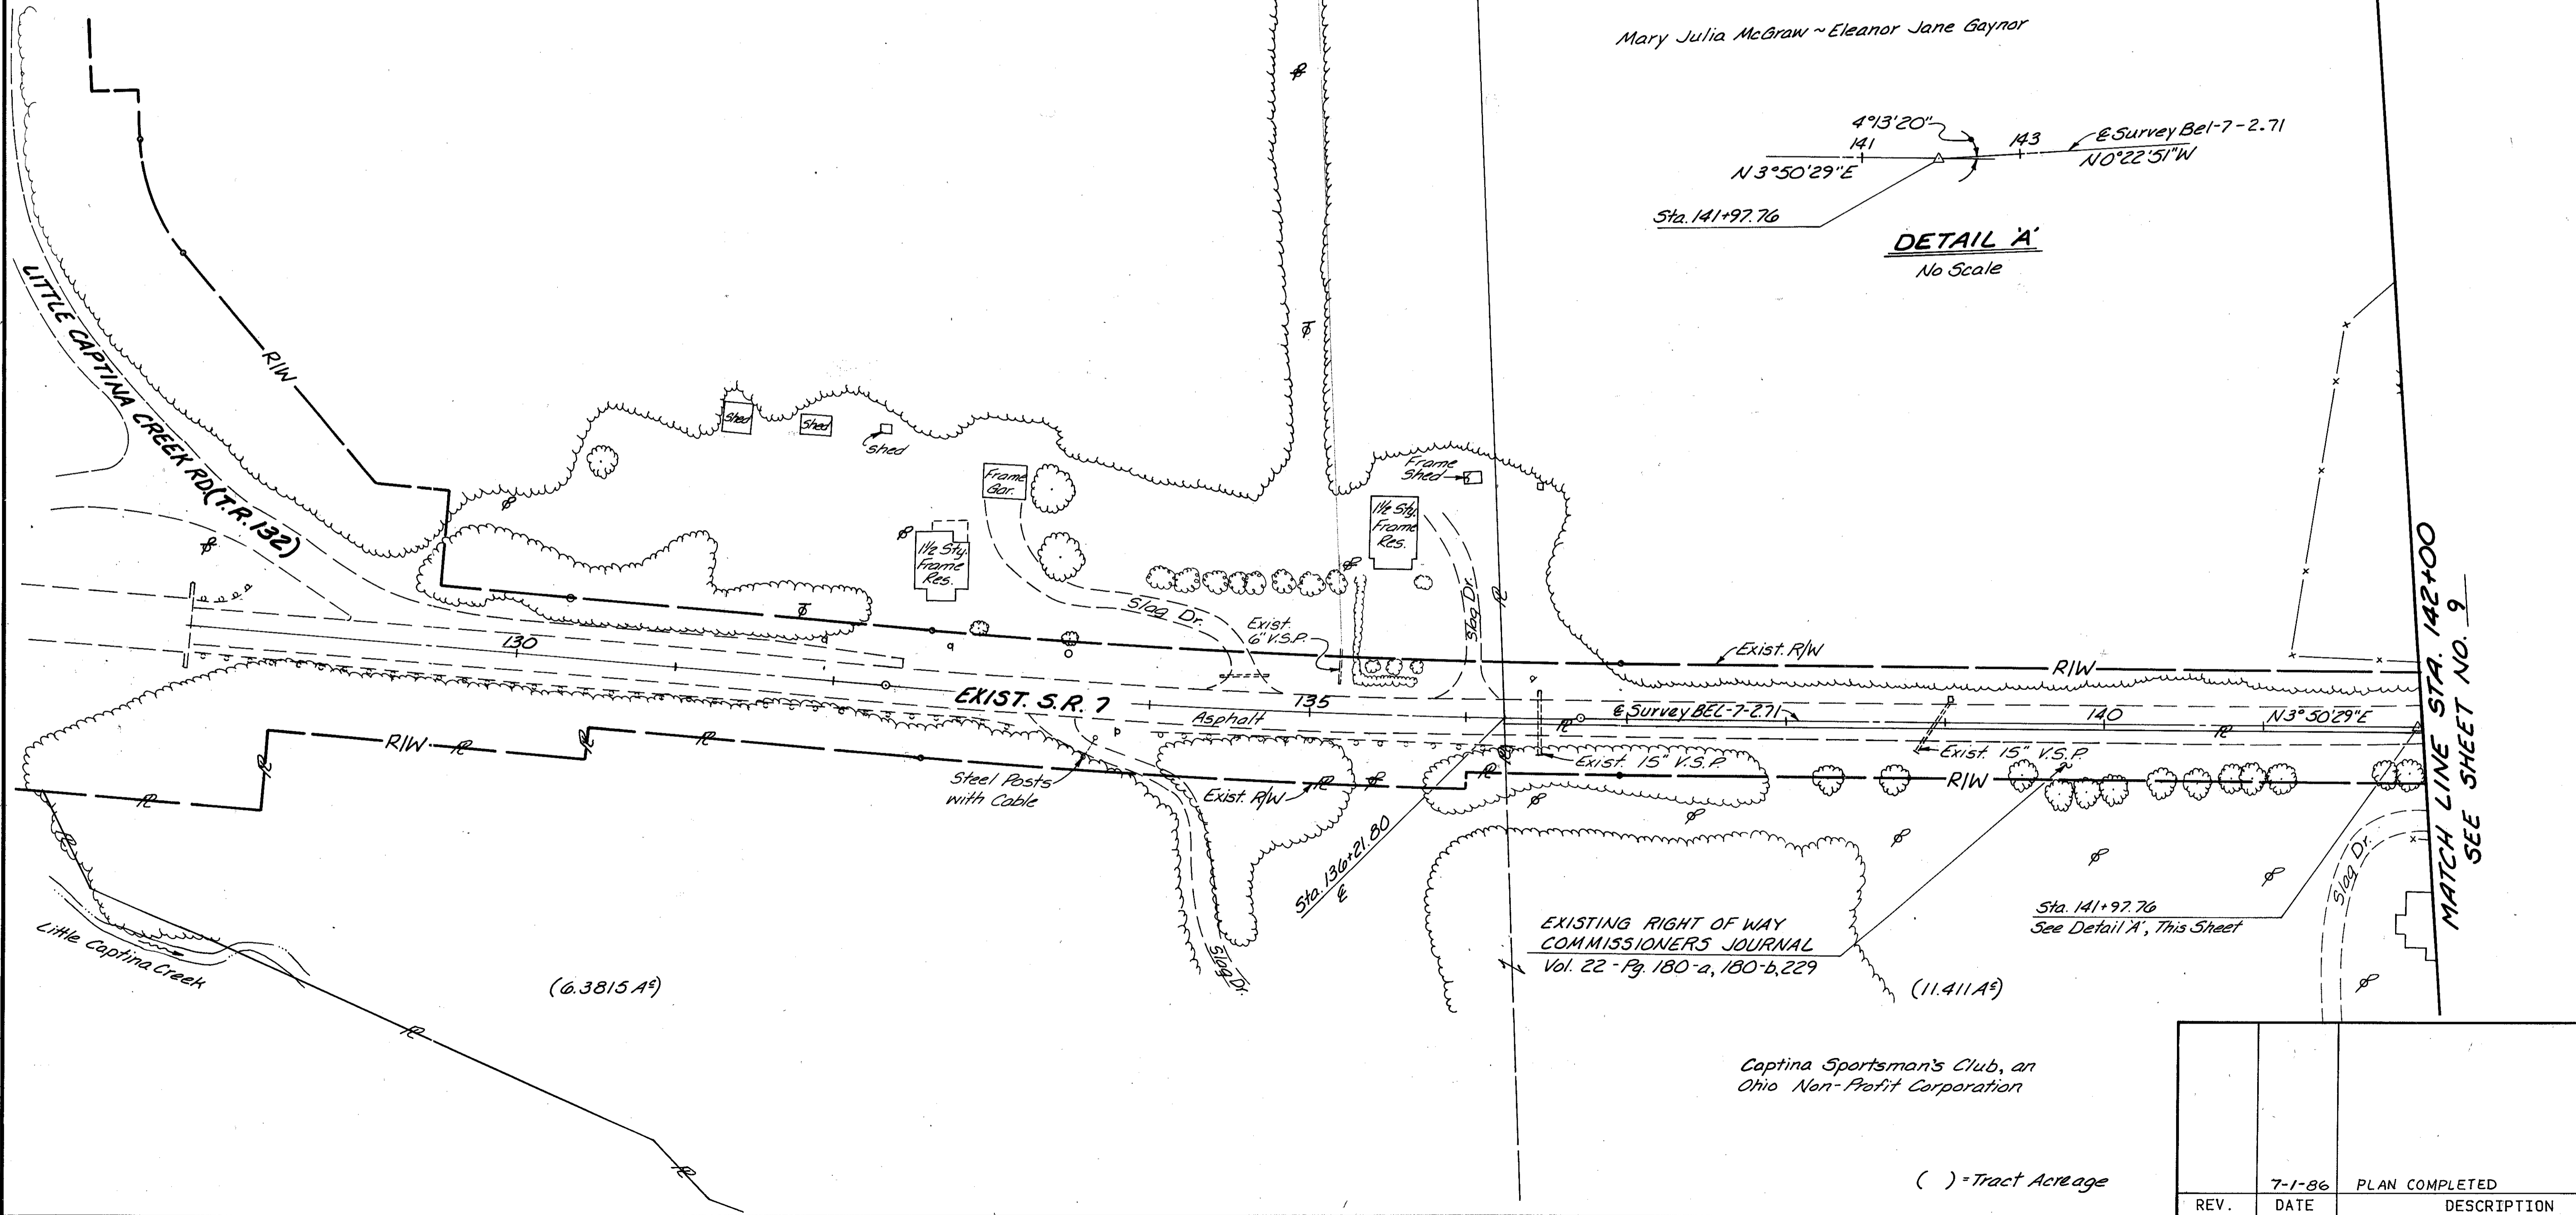 Mary Julia McGraw ~ Eleanor Jane Gaynor
4°13'20"
141
143
℄ Survey Bel-7-2.71
N 3°50'29"E
N 0°22'51"W
Sta. 141+97.76
DETAIL 'A'
No Scale
LITTLE CAPTINA CREEK RD.(T.R.132)
R/W
Shed
Shed
Shed
Frame
Gar.
Frame
Shed
1½ Sty.
Frame
Res.
1½ Sty.
Frame
Res.
Slag Dr.
Slag Dr.
Exist.
6" V.S.P.
Exist. R/W
R/W
130
EXIST. S.R. 7
135
Asphalt
℄ Survey BEL-7-2.71
140
N 3°50'29"E
R/W
Steel Posts
with Cable
Exist. R/W
Exist. 15" V.S.P.
Exist. 15" V.S.P.
R/W
MATCH LINE STA. 142+00
SEE SHEET NO. 9
Sta. 136+21.80
℄
Slag Dr.
Slag Dr.
EXISTING RIGHT OF WAY
COMMISSIONERS JOURNAL
Vol. 22 - Pg. 180-a, 180-b, 229
Sta. 141+97.76
See Detail 'A', This Sheet
Little Captina Creek
(6.3815 Ac)
(11.411 Ac)
Captina Sportsman's Club, an
Ohio Non-Profit Corporation
( ) = Tract Acreage
7-1-86 PLAN COMPLETED
REV. DATE DESCRIPTION